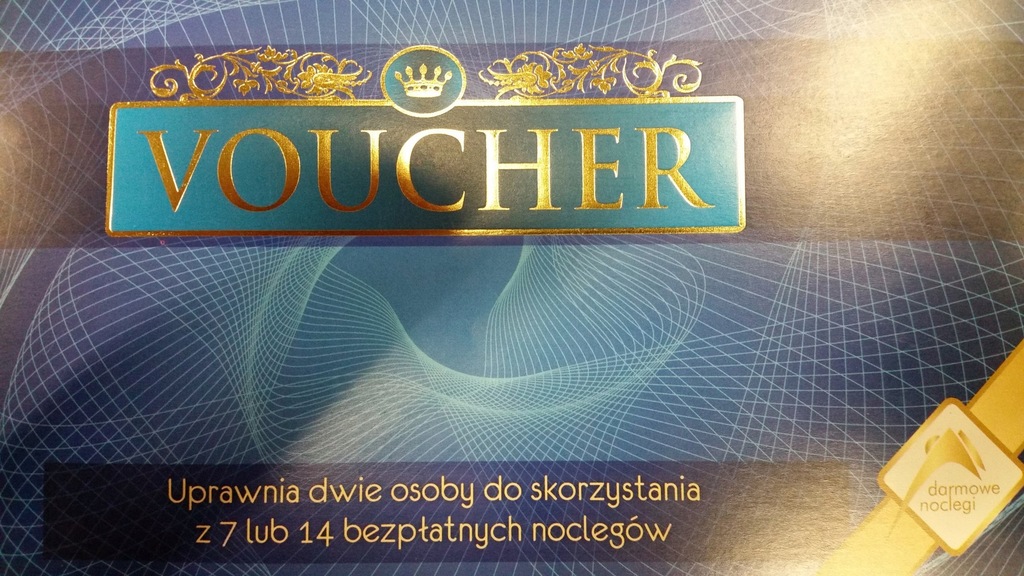 VOUCHER
Uprawnia dwie osoby do skorzystania
z 7 lub 14 bezpłatnych noclegów
darmowe
noclegi